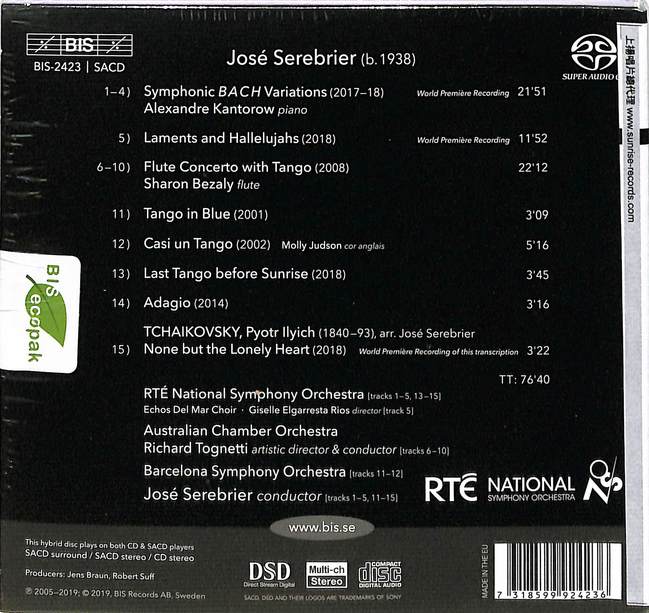 BIS
BIS-2423 | SACD
José Serebrier (b. 1938)
SUPER AUDIO
1–4) Symphonic BACH Variations (2017–18) World Première Recording 21'51
Alexandre Kantorow piano
5) Laments and Hallelujahs (2018) World Première Recording 11'52
6–10) Flute Concerto with Tango (2008) 22'12
Sharon Bezaly flute
11) Tango in Blue (2001) 3'09
12) Casi un Tango (2002) Molly Judson cor anglais 5'16
13) Last Tango before Sunrise (2018) 3'45
14) Adagio (2014) 3'16
TCHAIKOVSKY, Pyotr Ilyich (1840–93), arr. José Serebrier
15) None but the Lonely Heart (2018) World Première Recording of this transcription 3'22
TT: 76'40
RTÉ National Symphony Orchestra [tracks 1–5, 13–15]
Echos Del Mar Choir · Giselle Elgarresta Rios director [track 5]
Australian Chamber Orchestra
Richard Tognetti artistic director & conductor [tracks 6–10]
Barcelona Symphony Orchestra [tracks 11–12]
José Serebrier conductor [tracks 1–5, 11–15]
RTÉ NATIONAL
SYMPHONY ORCHESTRA
www.bis.se
This hybrid disc plays on both CD & SACD players
SACD surround / SACD stereo / CD stereo
Producers: Jens Braun, Robert Suff
℗ 2005–2019; © 2019, BIS Records AB, Sweden
DSD
Direct Stream Digital
Multi-ch
Stereo
COMPACT
disc
DIGITAL AUDIO
SACD, DSD AND THEIR LOGOS ARE TRADEMARKS OF SONY
MADE IN THE EU
7 318599 924236
BIS
ecopak
上揚唱片總代理 www.sunrise-records.com